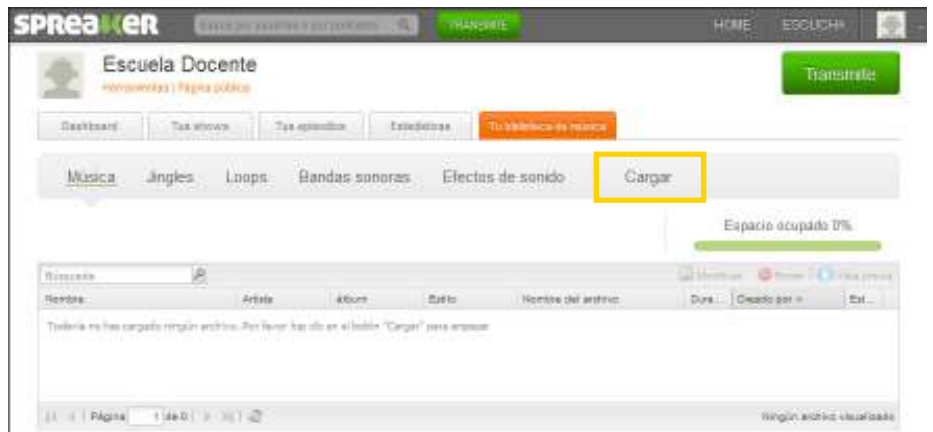 SPREAKER TRANSMITE HOME ESCUCHA
Escuela Docente
Herramientas | Página pública
Transmite
Dashboard Tus shows Tus episodios Estadísticas Tu biblioteca de música
Música Jingles Loops Bandas sonoras Efectos de sonido Cargar
Espacio ocupado 0%
Búsqueda
Nombre Artista Álbum Estilo Nombre del archivo Dura... Creado por Est...
Todavía no has cargado ningún archivo. Por favor haz clic en el botón "Cargar" para empezar
Página 1 de 0 Ningún archivo visualizado